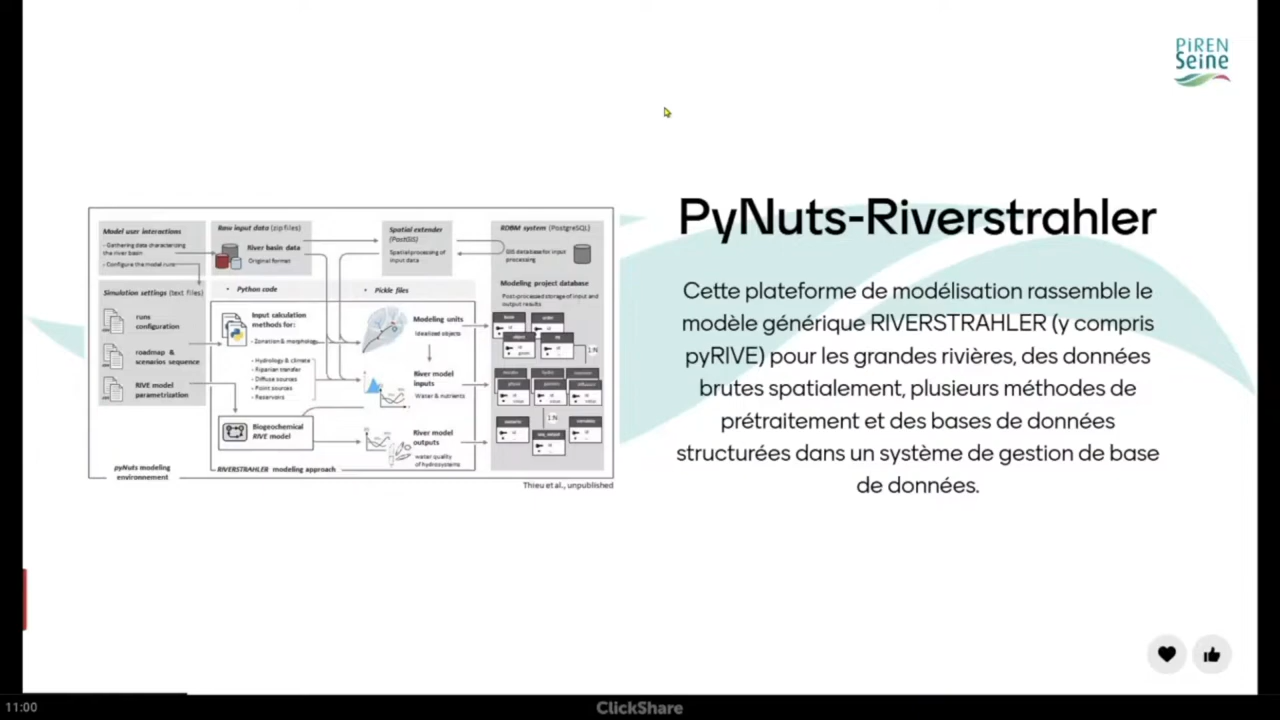 PiREN
Seine
PyNuts-Riverstrahler
Cette plateforme de modélisation rassemble le
modèle générique RIVERSTRAHLER (y compris
pyRIVE) pour les grandes rivières, des données
brutes spatialement, plusieurs méthodes de
prétraitement et des bases de données
structurées dans un système de gestion de base
de données.
Model user interactions
- Gathering data characterizing
the river basin
- Configure the model runs
Raw input data (zip files)
River basin data
Original format
Spatial extender
(PostGIS)
Spatial processing of
input data
RDBM system (PostgreSQL)
GIS database for input
processing
Modeling project database
Post-processed storage of input and
output results
Simulation settings (text files)
runs
configuration
roadmap &
scenarios sequence
RIVE model
parametrization
• Python code
• Pickle files
Input calculation
methods for:
- Zonation & morphology
- Hydrology & climate
- Riparian transfer
- Diffuse sources
- Point sources
- Reservoirs
Biogeochemical
RIVE model
Modeling units
Idealized objects
River model
inputs
Water & nutrients
River model
outputs
water quality
of hydrosystems
1:N
1:N
pyNuts modeling
environnement
RIVERSTRAHLER modeling approach
Thieu et al., unpublished
11:00
ClickShare